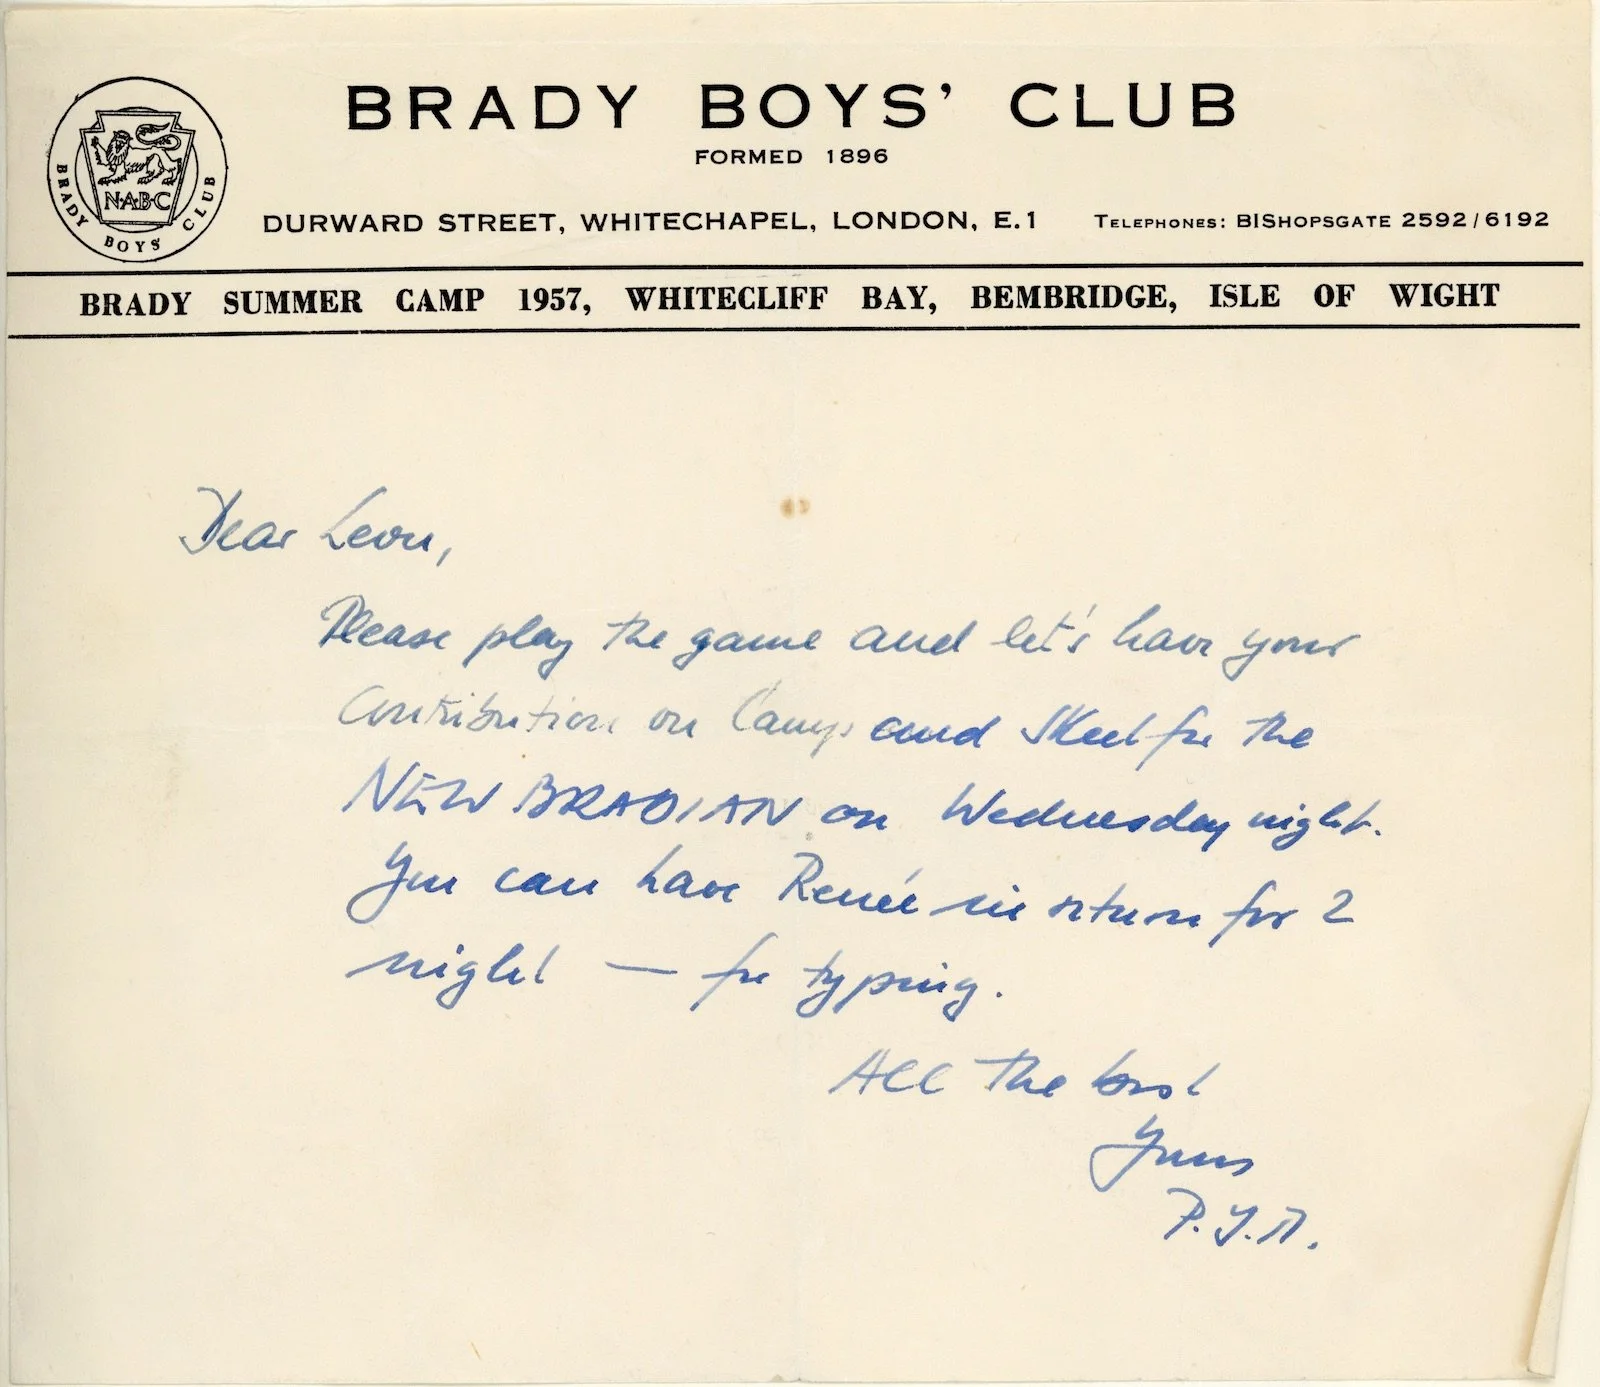 BRADY BOYS' CLUB
FORMED 1896
N·A·B·C
BRADY BOYS' CLUB
DURWARD STREET, WHITECHAPEL, LONDON, E.1 TELEPHONES: BISHOPSGATE 2592/6192
BRADY SUMMER CAMP 1957, WHITECLIFF BAY, BEMBRIDGE, ISLE OF WIGHT
Dear Leon,
Please play the game and let's have your
Contribution on Camp and for the
NEW BRADIAN on Wednesday night.
You can have Renée in return for 2
night — for typing.
All the best
Yours